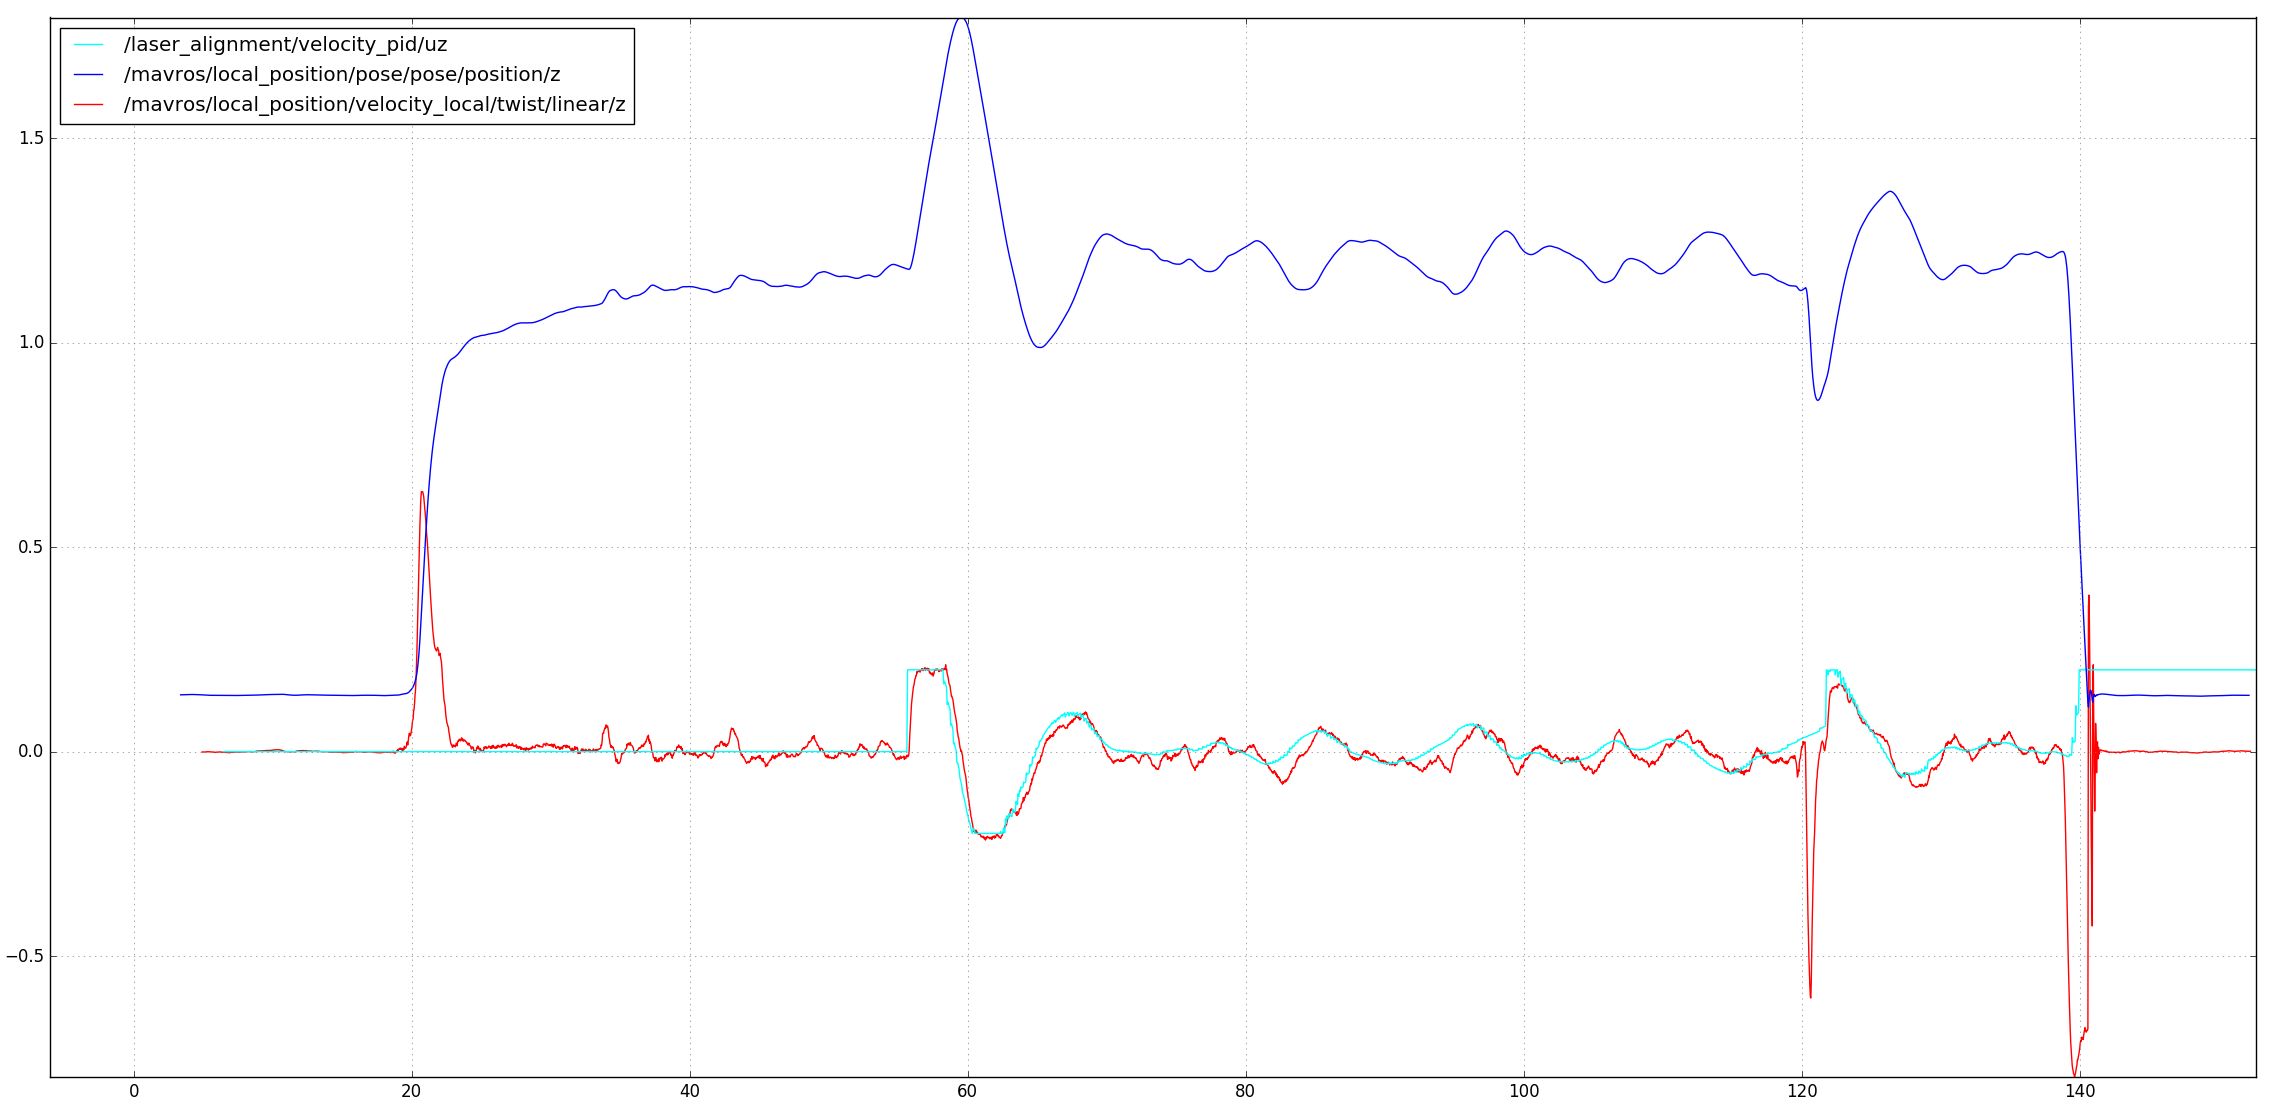 /laser_alignment/velocity_pid/uz
/mavros/local_position/pose/pose/position/z
/mavros/local_position/velocity_local/twist/linear/z
1.5
1.0
0.5
0.0
−0.5
0 20 40 60 80 100 120 140